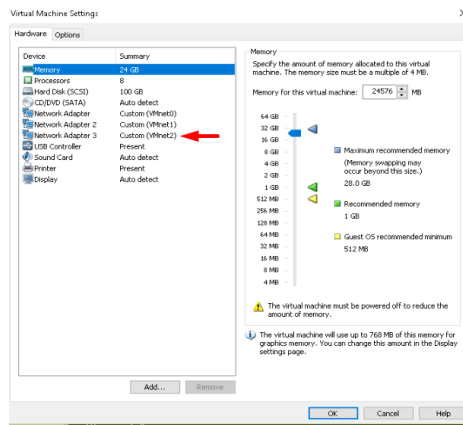 Virtual Machine Settings
Hardware Options
Device Summary
Memory 24 GB
Processors 8
Hard Disk (SCSI) 100 GB
CD/DVD (SATA) Auto detect
Network Adapter Custom (VMnet0)
Network Adapter 2 Custom (VMnet1)
Network Adapter 3 Custom (VMnet2)
USB Controller Present
Sound Card Auto detect
Printer Present
Display Auto detect
Add... Remove
Memory
Specify the amount of memory allocated to this virtual
machine. The memory size must be a multiple of 4 MB.
Memory for this virtual machine: 24576 MB
64 GB
32 GB
16 GB
8 GB
4 GB
2 GB
1 GB
512 MB
256 MB
128 MB
64 MB
32 MB
16 MB
8 MB
4 MB
Maximum recommended memory
(Memory swapping may
occur beyond this size.)
28.0 GB
Recommended memory
1 GB
Guest OS recommended minimum
512 MB
The virtual machine must be powered off to reduce the
amount of memory.
The virtual machine will use up to 768 MB of this memory for
graphics memory. You can change this amount in the Display
settings page.
OK Cancel Help